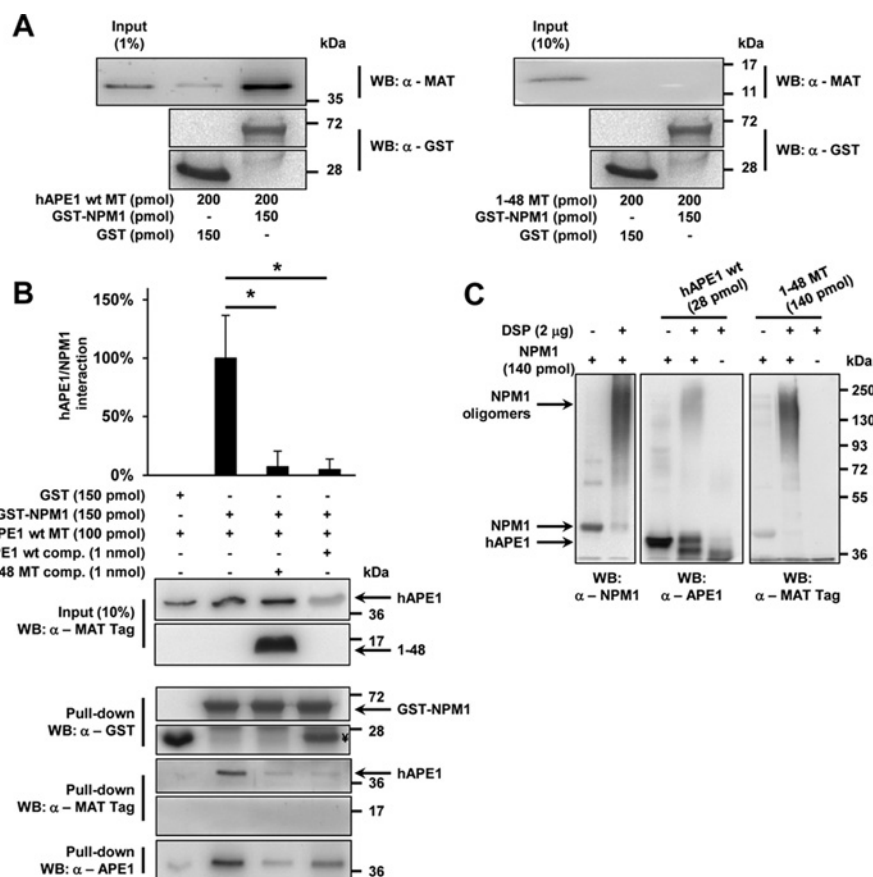 A
Input
(1%)
kDa
WB: α - MAT
35
72
WB: α - GST
28
hAPE1 wt MT (pmol) 200 200
GST-NPM1 (pmol) - 150
GST (pmol) 150 -
Input
(10%)
kDa
17
WB: α - MAT
11
72
WB: α - GST
28
1-48 MT (pmol) 200 200
GST-NPM1 (pmol) - 150
GST (pmol) 150 -
B
hAPE1/NPM1
interaction
150%
100%
50%
0%
*
*
GST (150 pmol) + - - -
GST-NPM1 (150 pmol) - + + +
APE1 wt MT (100 pmol) + + + +
PE1 wt comp. (1 nmol) - - - +
48 MT comp. (1 nmol) - - + -
kDa
Input (10%)
WB: α – MAT Tag
hAPE1
36
17
1-48
Pull-down
WB: α – GST
72
GST-NPM1
28
¥
Pull-down
WB: α – MAT Tag
hAPE1
36
17
Pull-down
WB: α – APE1
36
C
hAPE1 wt
(28 pmol)
1-48 MT
(140 pmol)
DSP (2 µg) - + - + + - + +
NPM1
(140 pmol) + + + + - + + -
kDa
NPM1
oligomers
250
130
93
72
55
NPM1
hAPE1
36
WB:
α – NPM1
WB:
α – APE1
WB:
α – MAT Tag